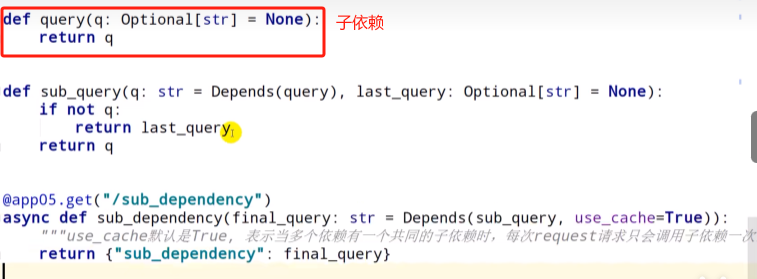 def query(q: Optional[str] = None):
return q
子依赖
def sub_query(q: str = Depends(query), last_query: Optional[str] = None):
if not q:
return last_query
return q
@app05.get("/sub_dependency")
async def sub_dependency(final_query: str = Depends(sub_query, use_cache=True)):
"""use_cache默认是True, 表示当多个依赖有一个共同的子依赖时，每次request请求只会调用子依赖一次
return {"sub_dependency": final_query}